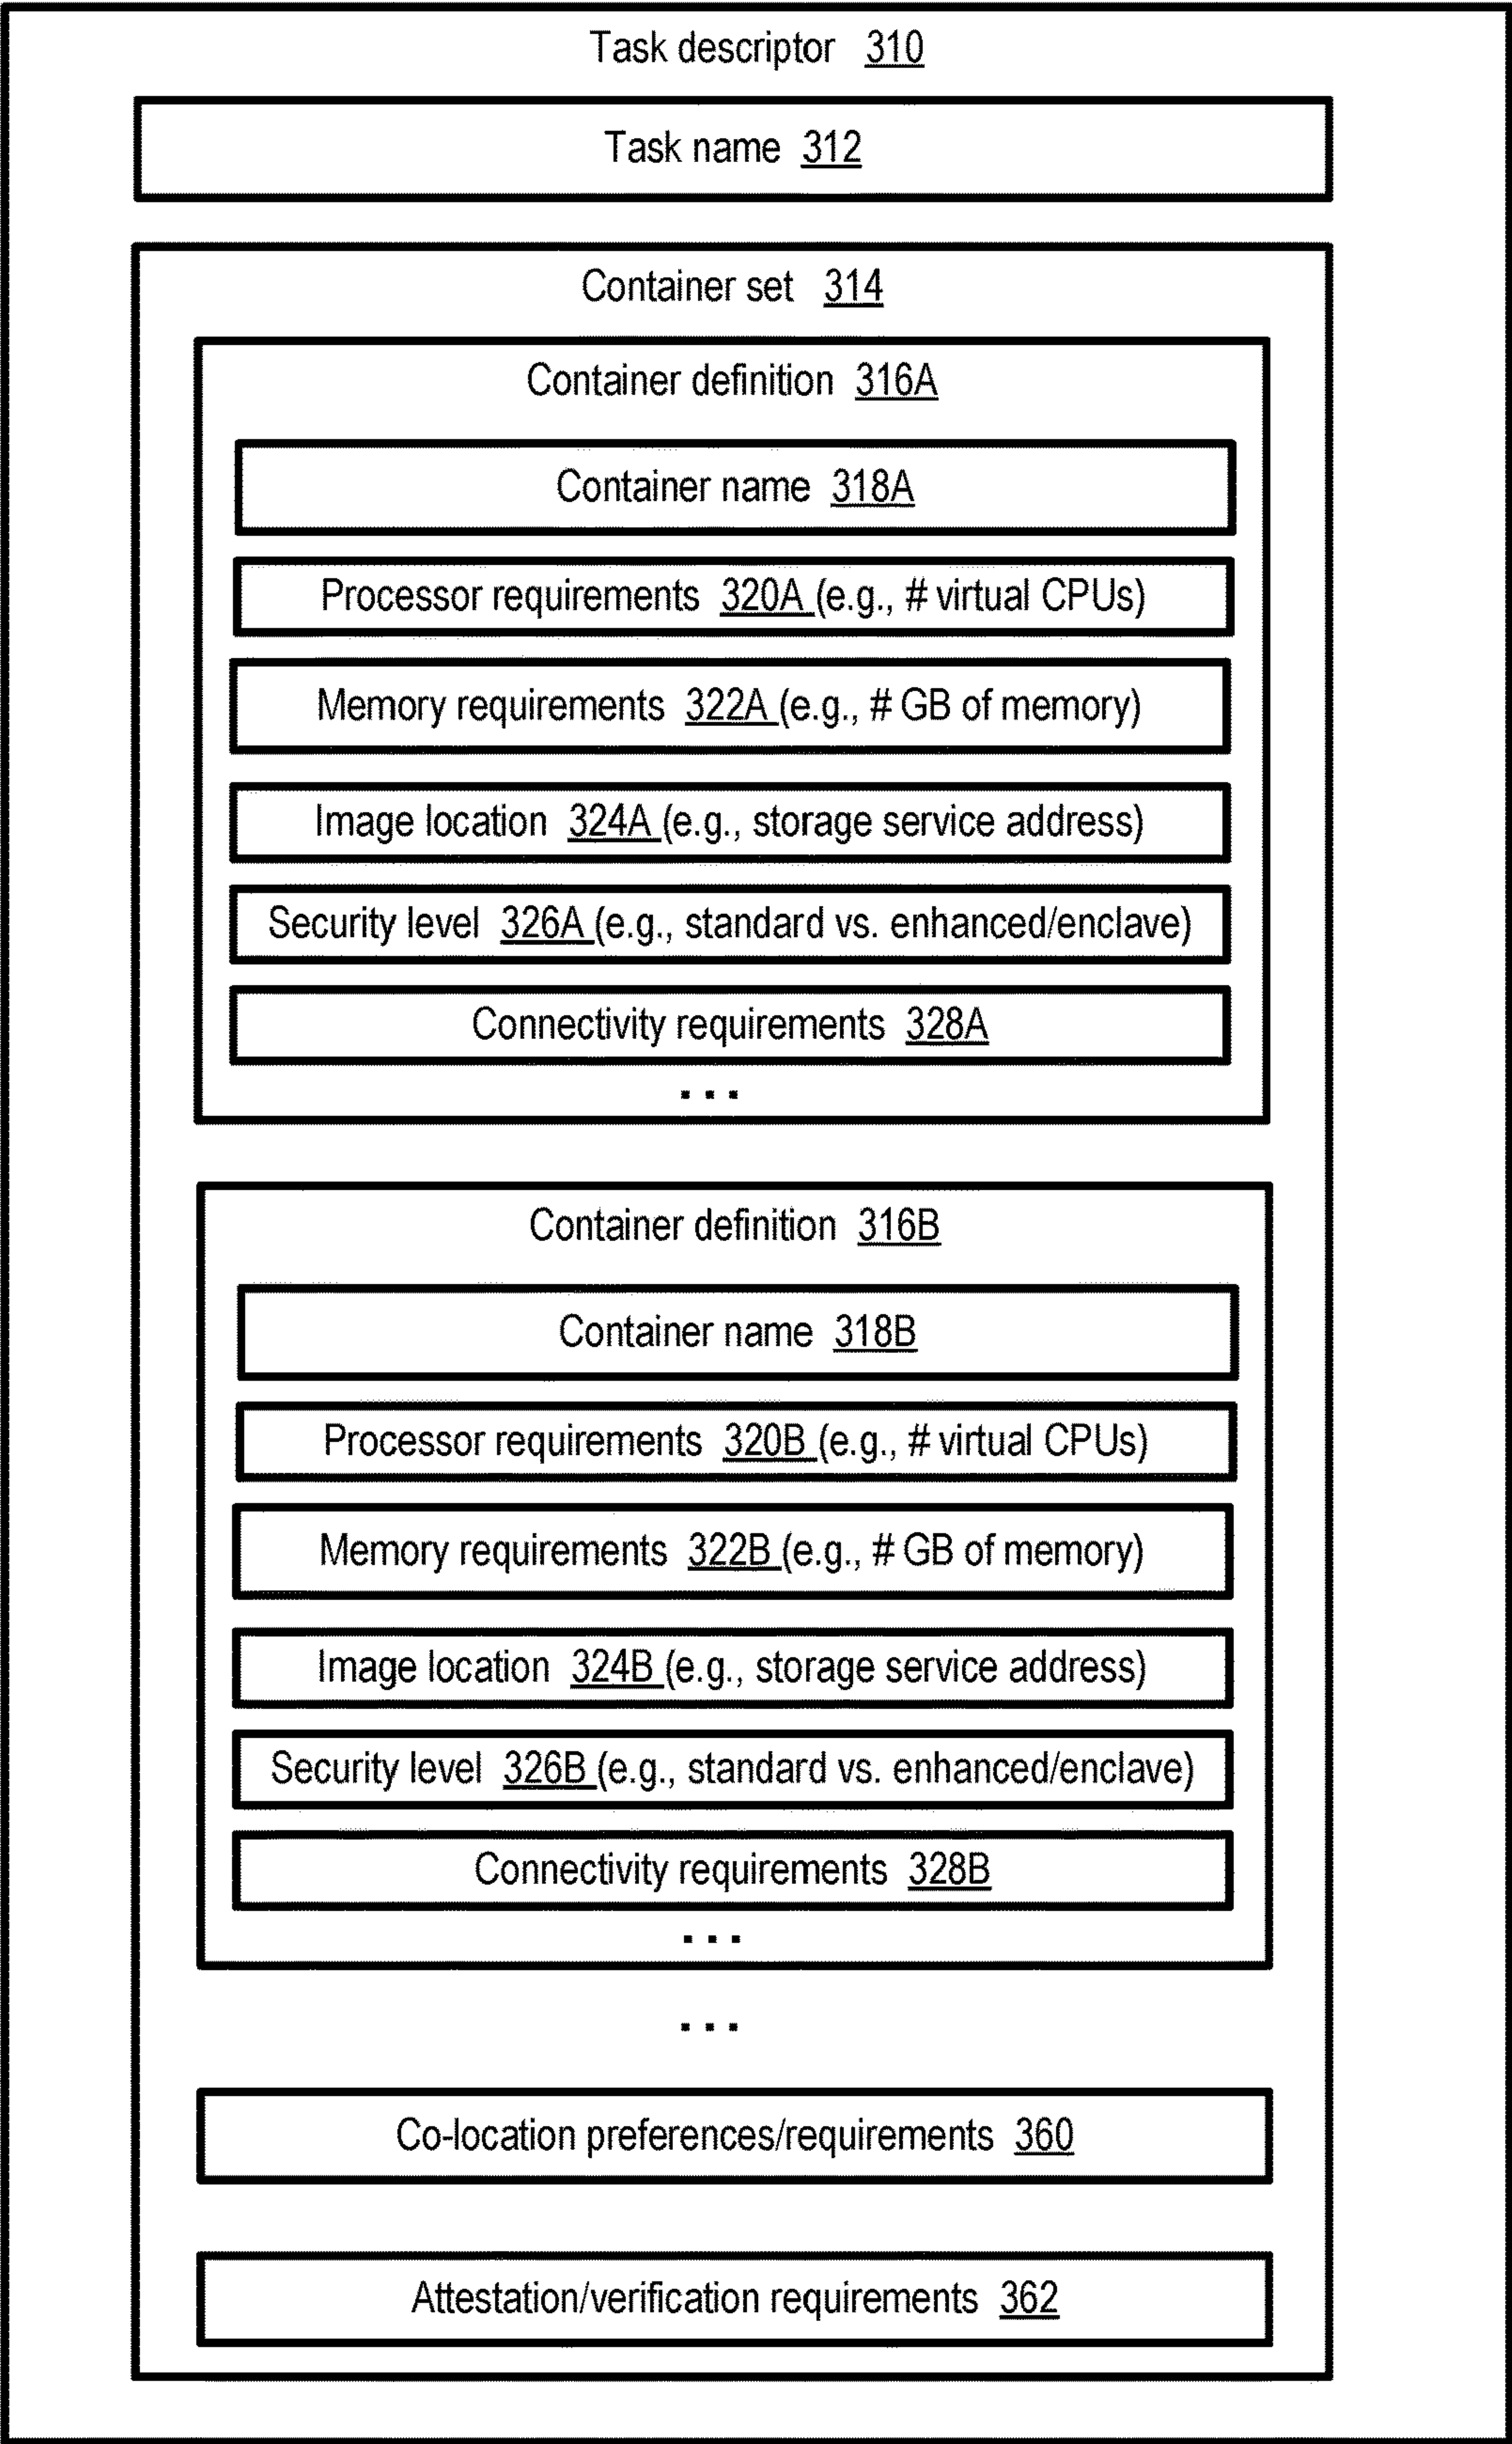 Task descriptor 310
Task name 312
Container set 314
Container definition 316A
Container name 318A
Processor requirements 320A (e.g., # virtual CPUs)
Memory requirements 322A (e.g., # GB of memory)
Image location 324A (e.g., storage service address)
Security level 326A (e.g., standard vs. enhanced/enclave)
Connectivity requirements 328A
...
Container definition 316B
Container name 318B
Processor requirements 320B (e.g., # virtual CPUs)
Memory requirements 322B (e.g., # GB of memory)
Image location 324B (e.g., storage service address)
Security level 326B (e.g., standard vs. enhanced/enclave)
Connectivity requirements 328B
...
...
Co-location preferences/requirements 360
Attestation/verification requirements 362